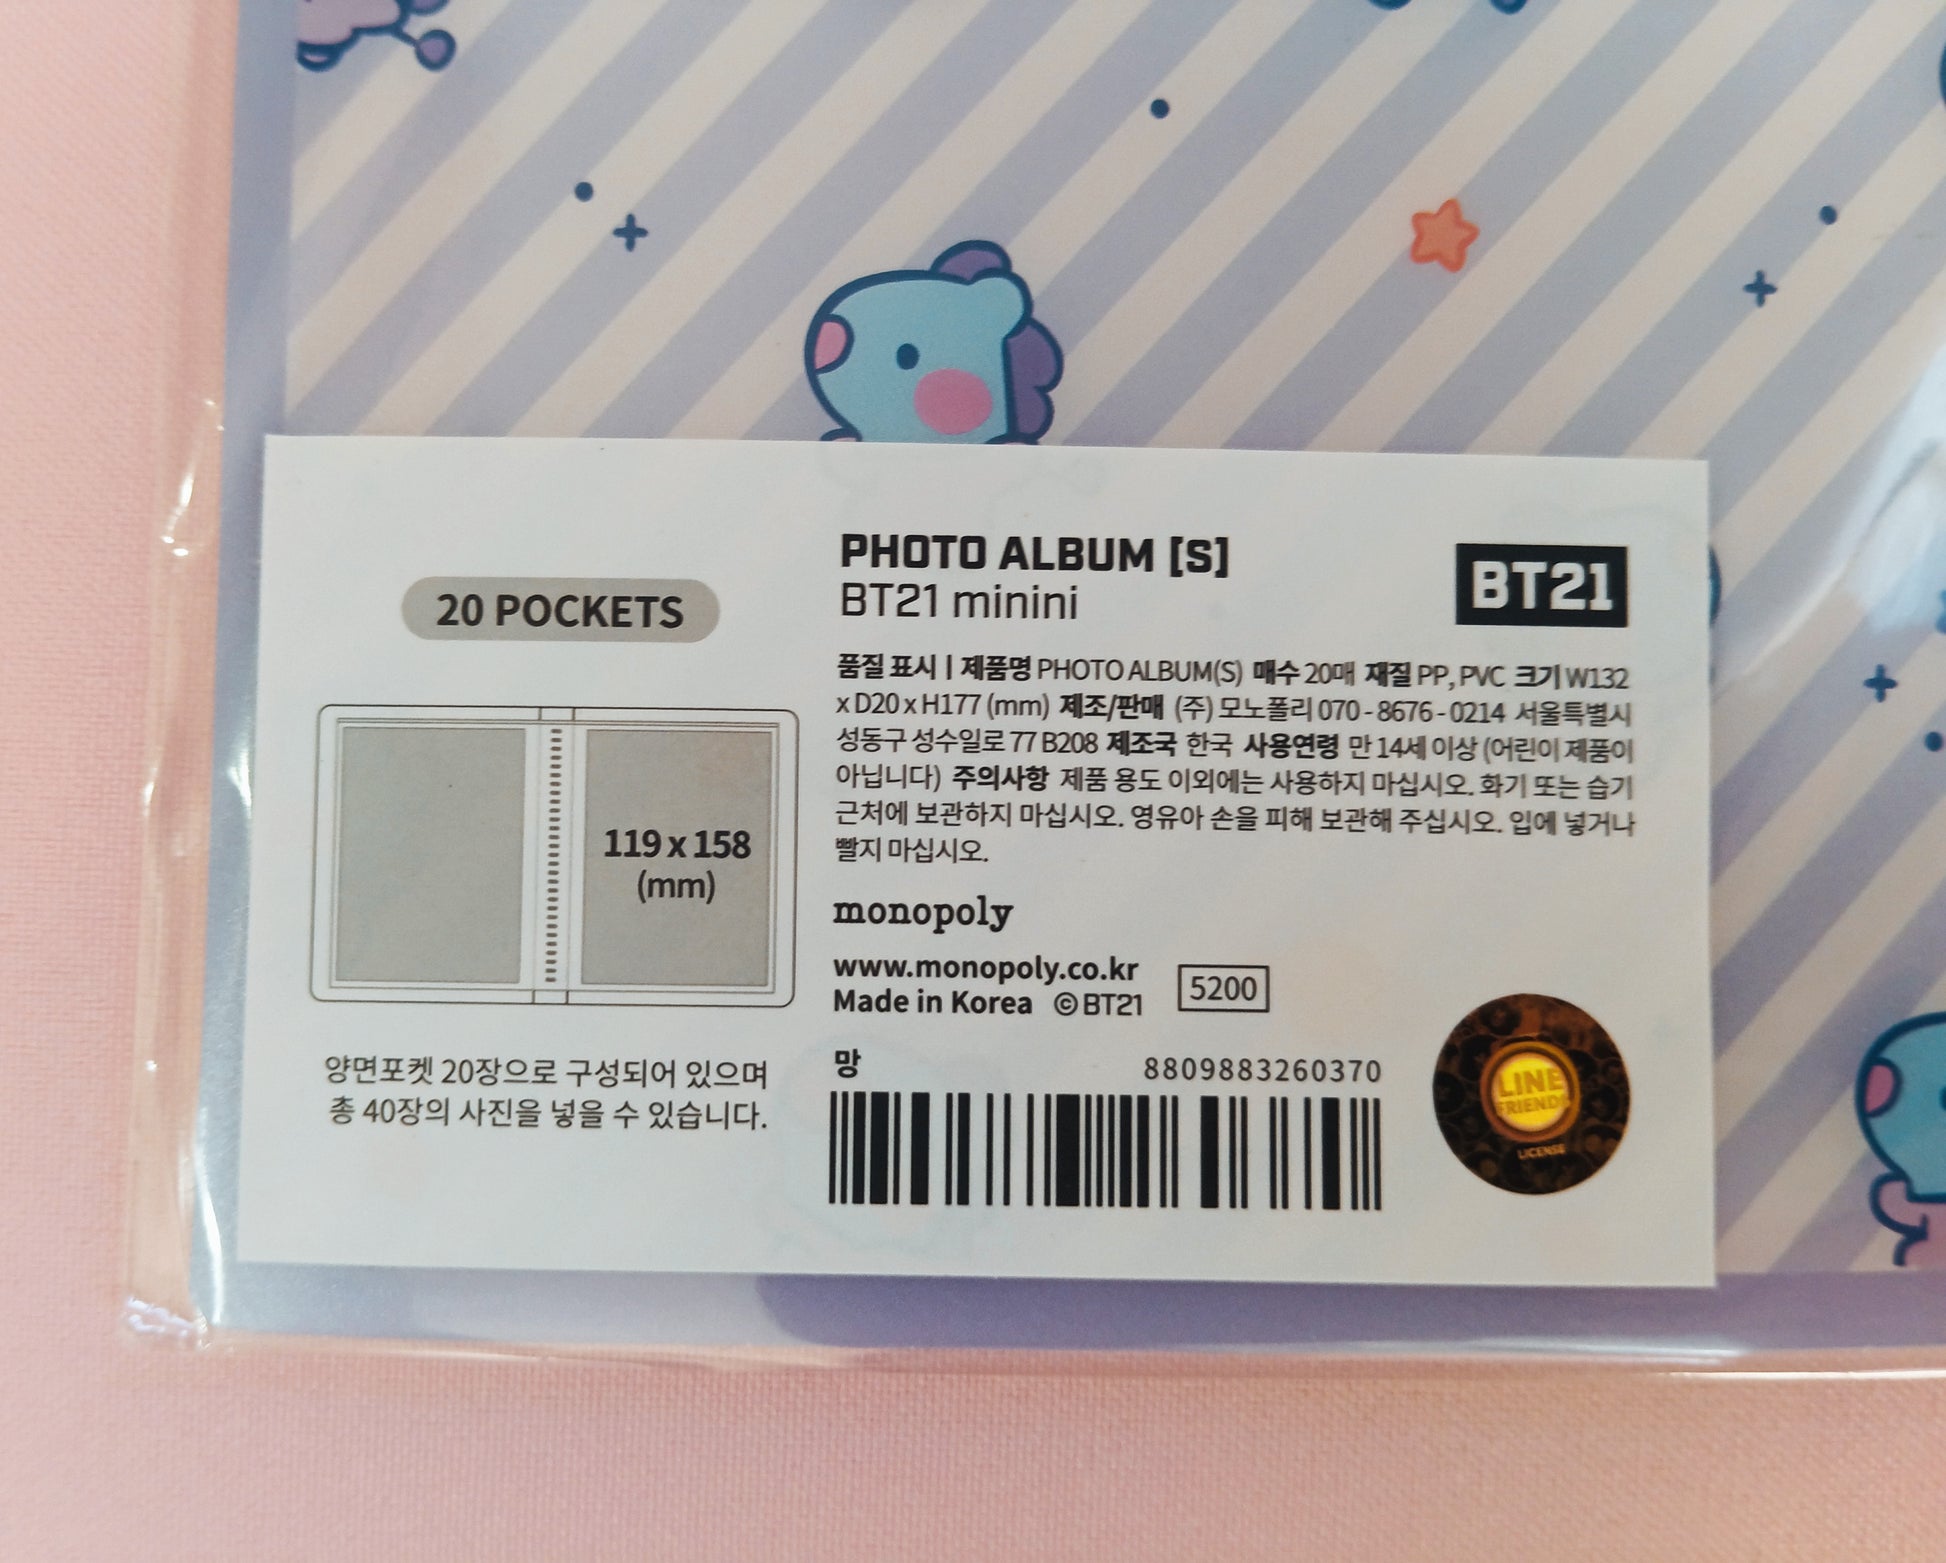 20 POCKETS
119 x 158
(mm)
양면포켓 20장으로 구성되어 있으며
총 40장의 사진을 넣을 수 있습니다.
PHOTO ALBUM [S]
BT21 minini
BT21
품질 표시 | 제품명 PHOTO ALBUM(S) 매수 20매 재질 PP, PVC 크기 W132
x D20 x H177 (mm) 제조/판매 (주) 모노폴리 070 - 8676 - 0214 서울특별시
성동구 성수일로 77 B208 제조국 한국 사용연령 만 14세 이상 (어린이 제품이
아닙니다) 주의사항 제품 용도 이외에는 사용하지 마십시오. 화기 또는 습기
근처에 보관하지 마십시오. 영유아 손을 피해 보관해 주십시오. 입에 넣거나
빨지 마십시오.
monopoly
www.monopoly.co.kr
Made in Korea ©BT21
5200
망
8809883260370
LINE
FRIENDS
LICENSE